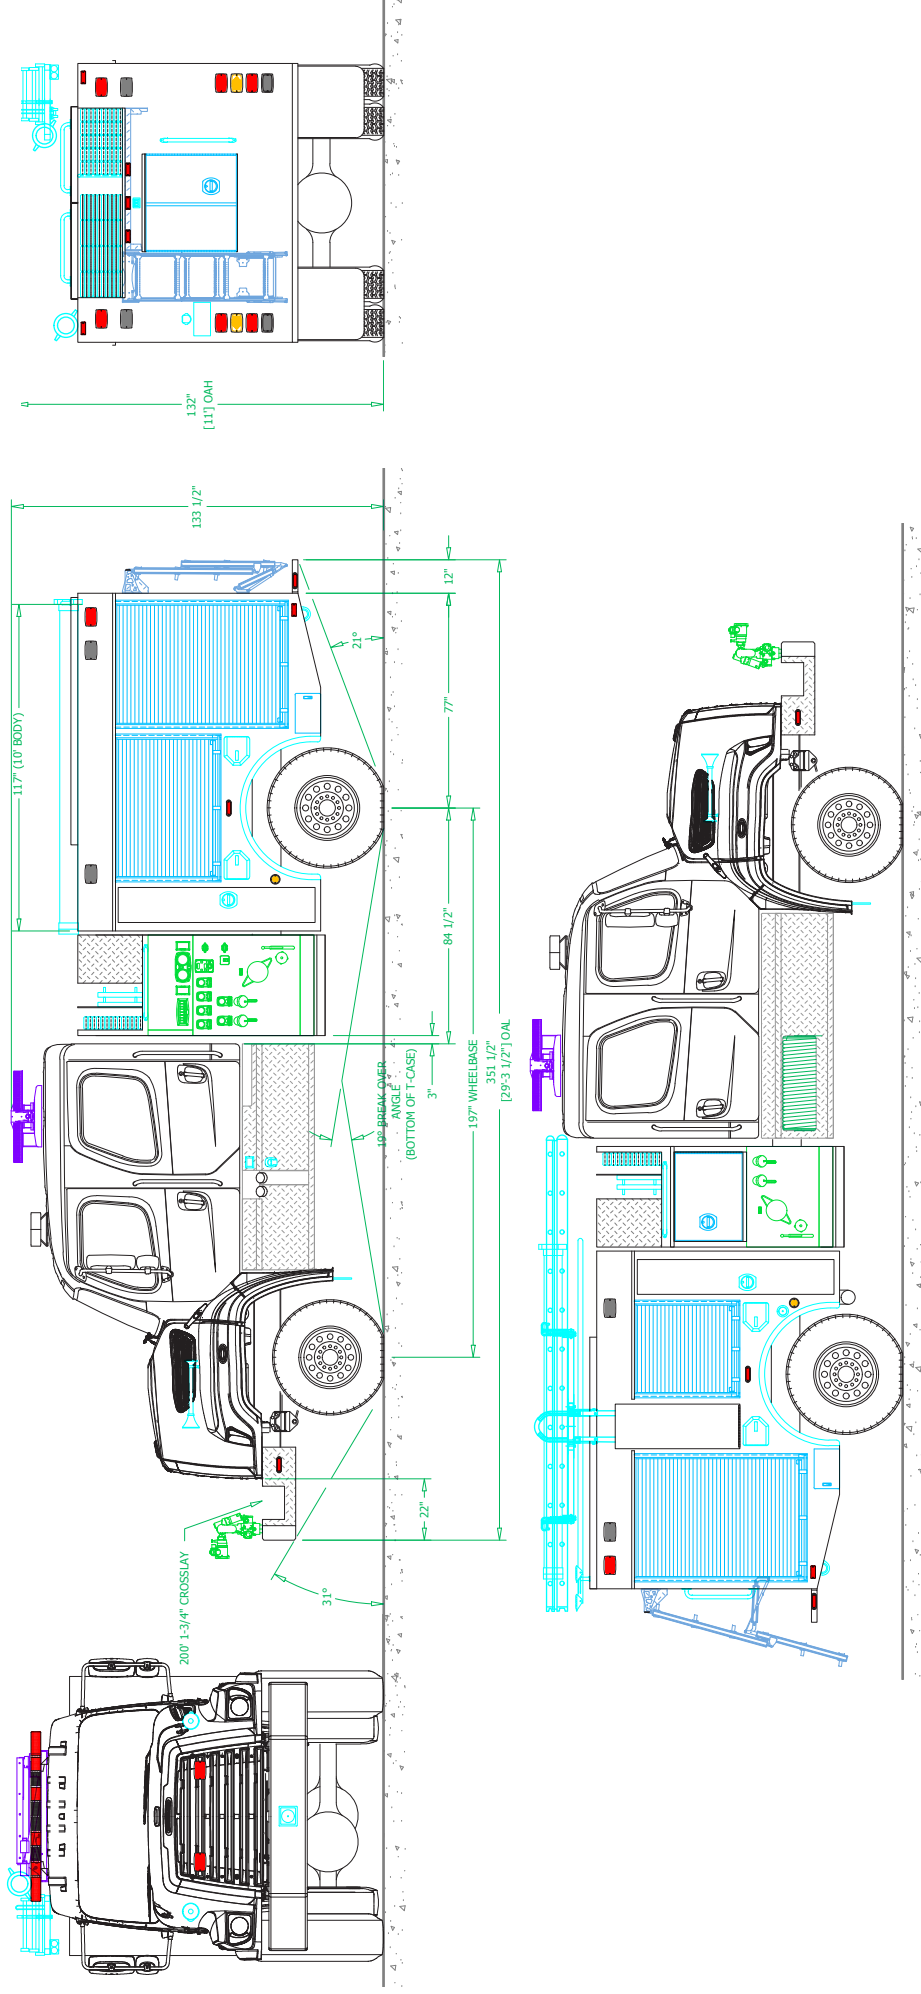 132"
[11'] OAH
133 1/2"
117" (10' BODY)
12"
21°
77"
84 1/2"
3"
19° BREAK OVER
ANGLE
(BOTTOM OF T-CASE)
197" WHEELBASE
351 1/2"
[29'-3 1/2"] OAL
22"
31°
200' 1-3/4" CROSSLAY